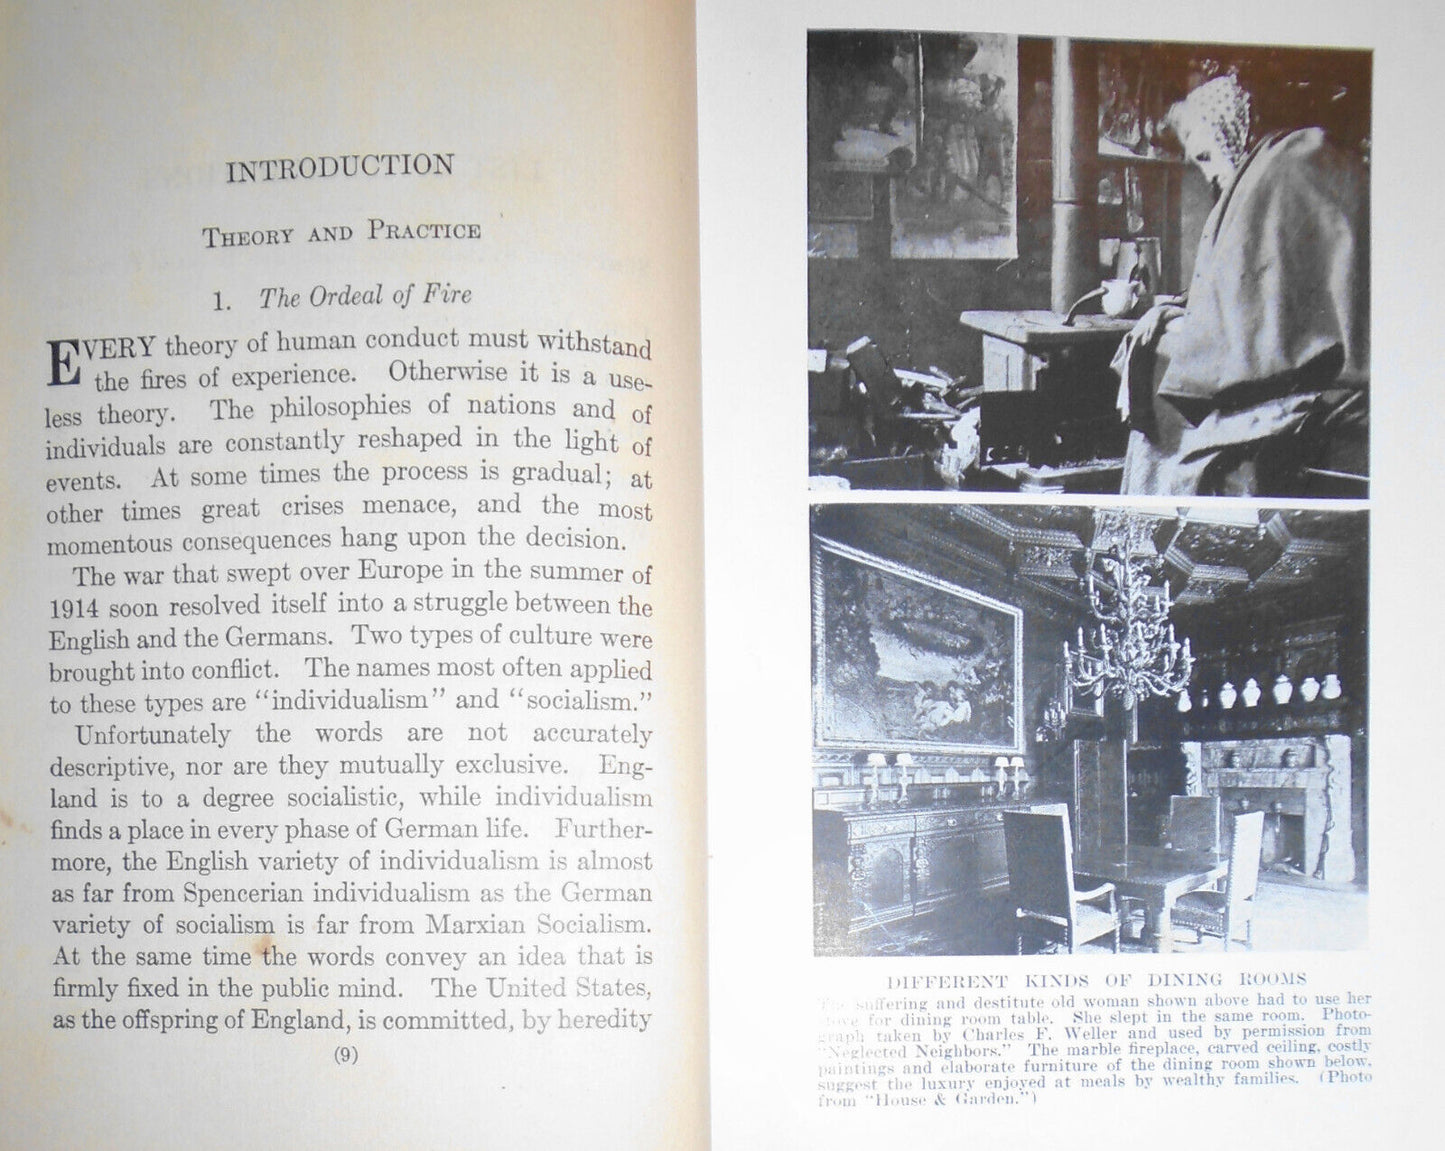 INTRODUCTION
THEORY AND PRACTICE
1. The Ordeal of Fire
EVERY theory of human conduct must withstand
the fires of experience. Otherwise it is a use-
less theory. The philosophies of nations and of
individuals are constantly reshaped in the light of
events. At some times the process is gradual; at
other times great crises menace, and the most
momentous consequences hang upon the decision.
The war that swept over Europe in the summer of
1914 soon resolved itself into a struggle between the
English and the Germans. Two types of culture were
brought into conflict. The names most often applied
to these types are "individualism" and "socialism."
Unfortunately the words are not accurately
descriptive, nor are they mutually exclusive. Eng-
land is to a degree socialistic, while individualism
finds a place in every phase of German life. Further-
more, the English variety of individualism is almost
as far from Spencerian individualism as the German
variety of socialism is far from Marxian Socialism.
At the same time the words convey an idea that is
firmly fixed in the public mind. The United States,
as the offspring of England, is committed, by heredity
(9)
DIFFERENT KINDS OF DINING ROOMS
The suffering and destitute old woman shown above had to use her
stove for dining room table. She slept in the same room. Photo-
graph taken by Charles F. Weller and used by permission from
"Neglected Neighbors." The marble fireplace, carved ceiling, costly
paintings and elaborate furniture of the dining room shown below,
suggest the luxury enjoyed at meals by wealthy families. (Photo
from "House & Garden.")